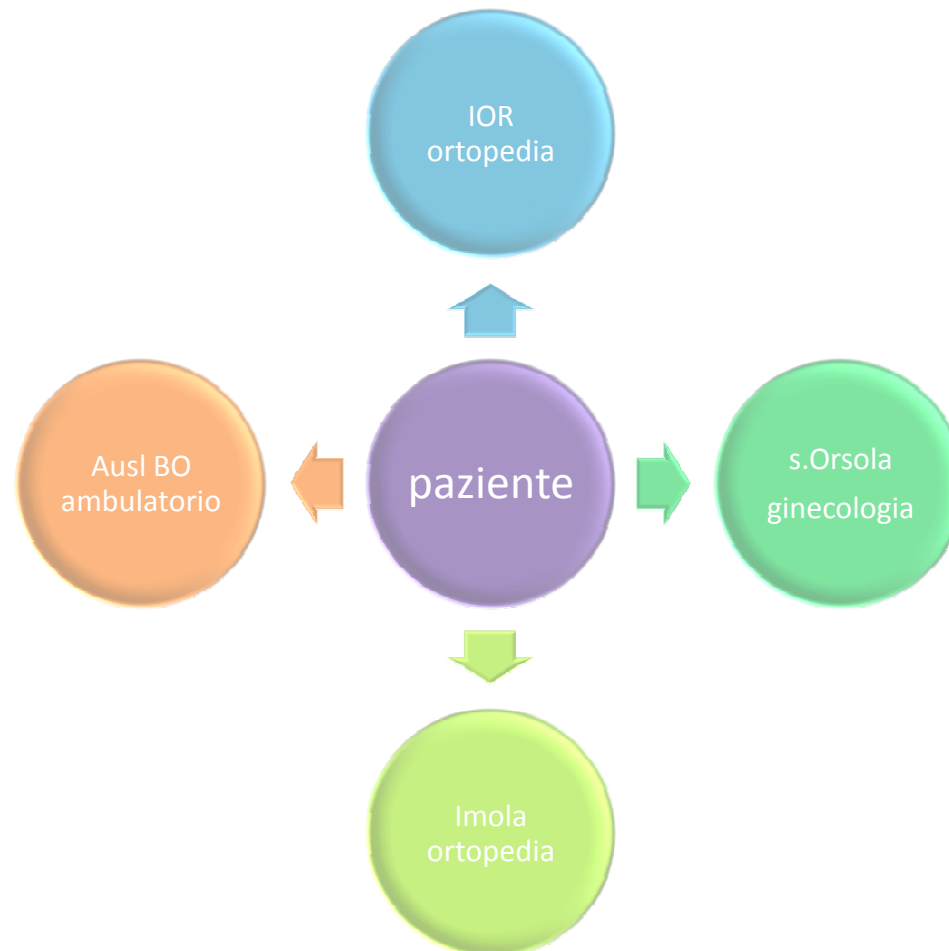 IOR
ortopedia
Ausl BO
ambulatorio
paziente
s.Orsola
ginecologia
Imola
ortopedia